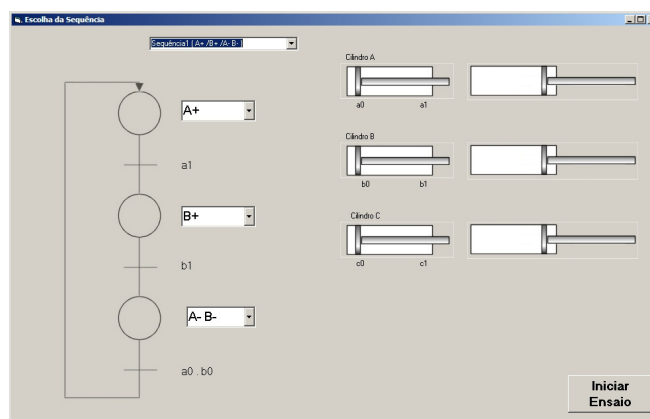 Escolha da Sequência
Sequência1 ( A+ /B+ /A- B- )
A+
a1
B+
b1
A- B-
a0 . b0
Cilindro A
a0 a1
Cilindro B
b0 b1
Cilindro C
c0 c1
Iniciar
Ensaio